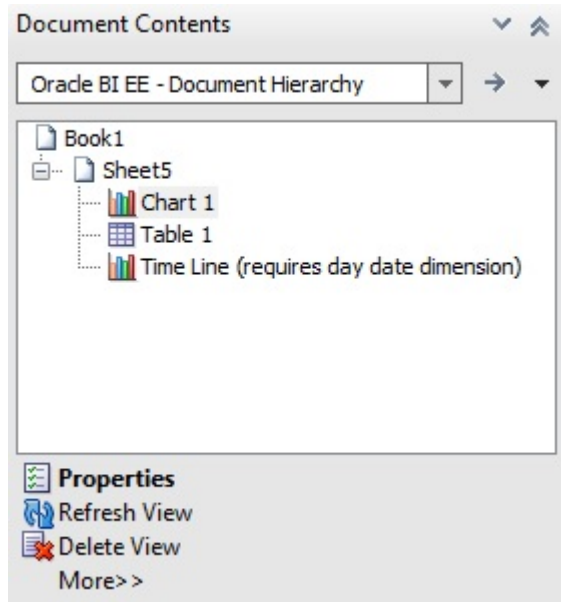 Document Contents
Oracle BI EE - Document Hierarchy
Book1
Sheet5
Chart 1
Table 1
Time Line (requires day date dimension)
Properties
Refresh View
Delete View
More>>